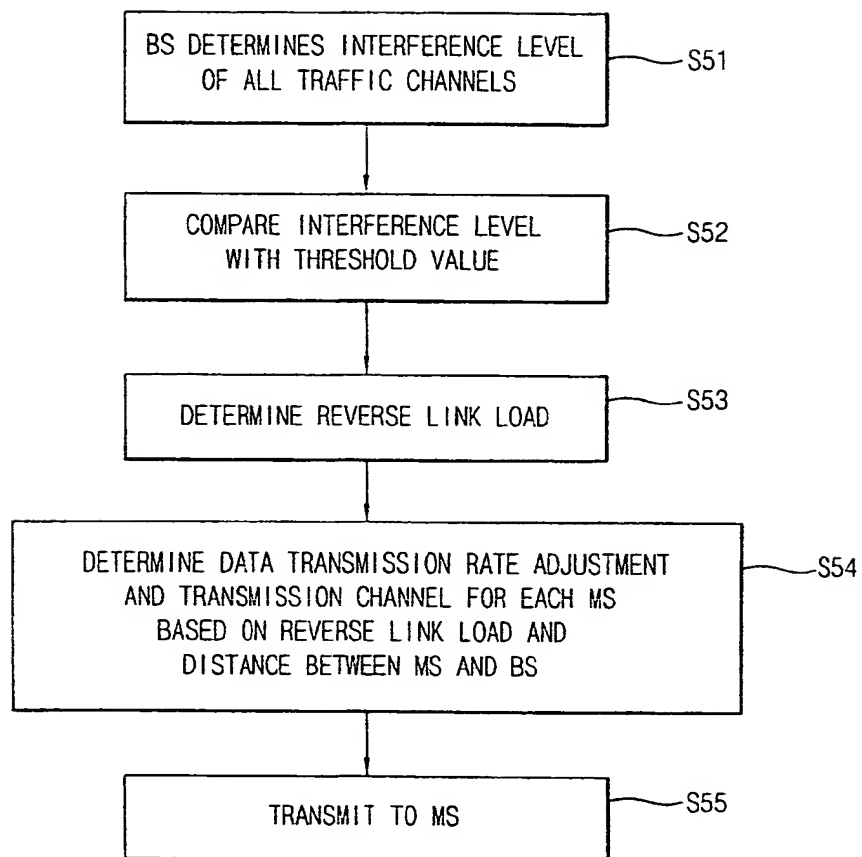 BS DETERMINES INTERFERENCE LEVEL
OF ALL TRAFFIC CHANNELS
S51
COMPARE INTERFERENCE LEVEL
WITH THRESHOLD VALUE
S52
DETERMINE REVERSE LINK LOAD
S53
DETERMINE DATA TRANSMISSION RATE ADJUSTMENT
AND TRANSMISSION CHANNEL FOR EACH MS
BASED ON REVERSE LINK LOAD AND
DISTANCE BETWEEN MS AND BS
S54
TRANSMIT TO MS
S55